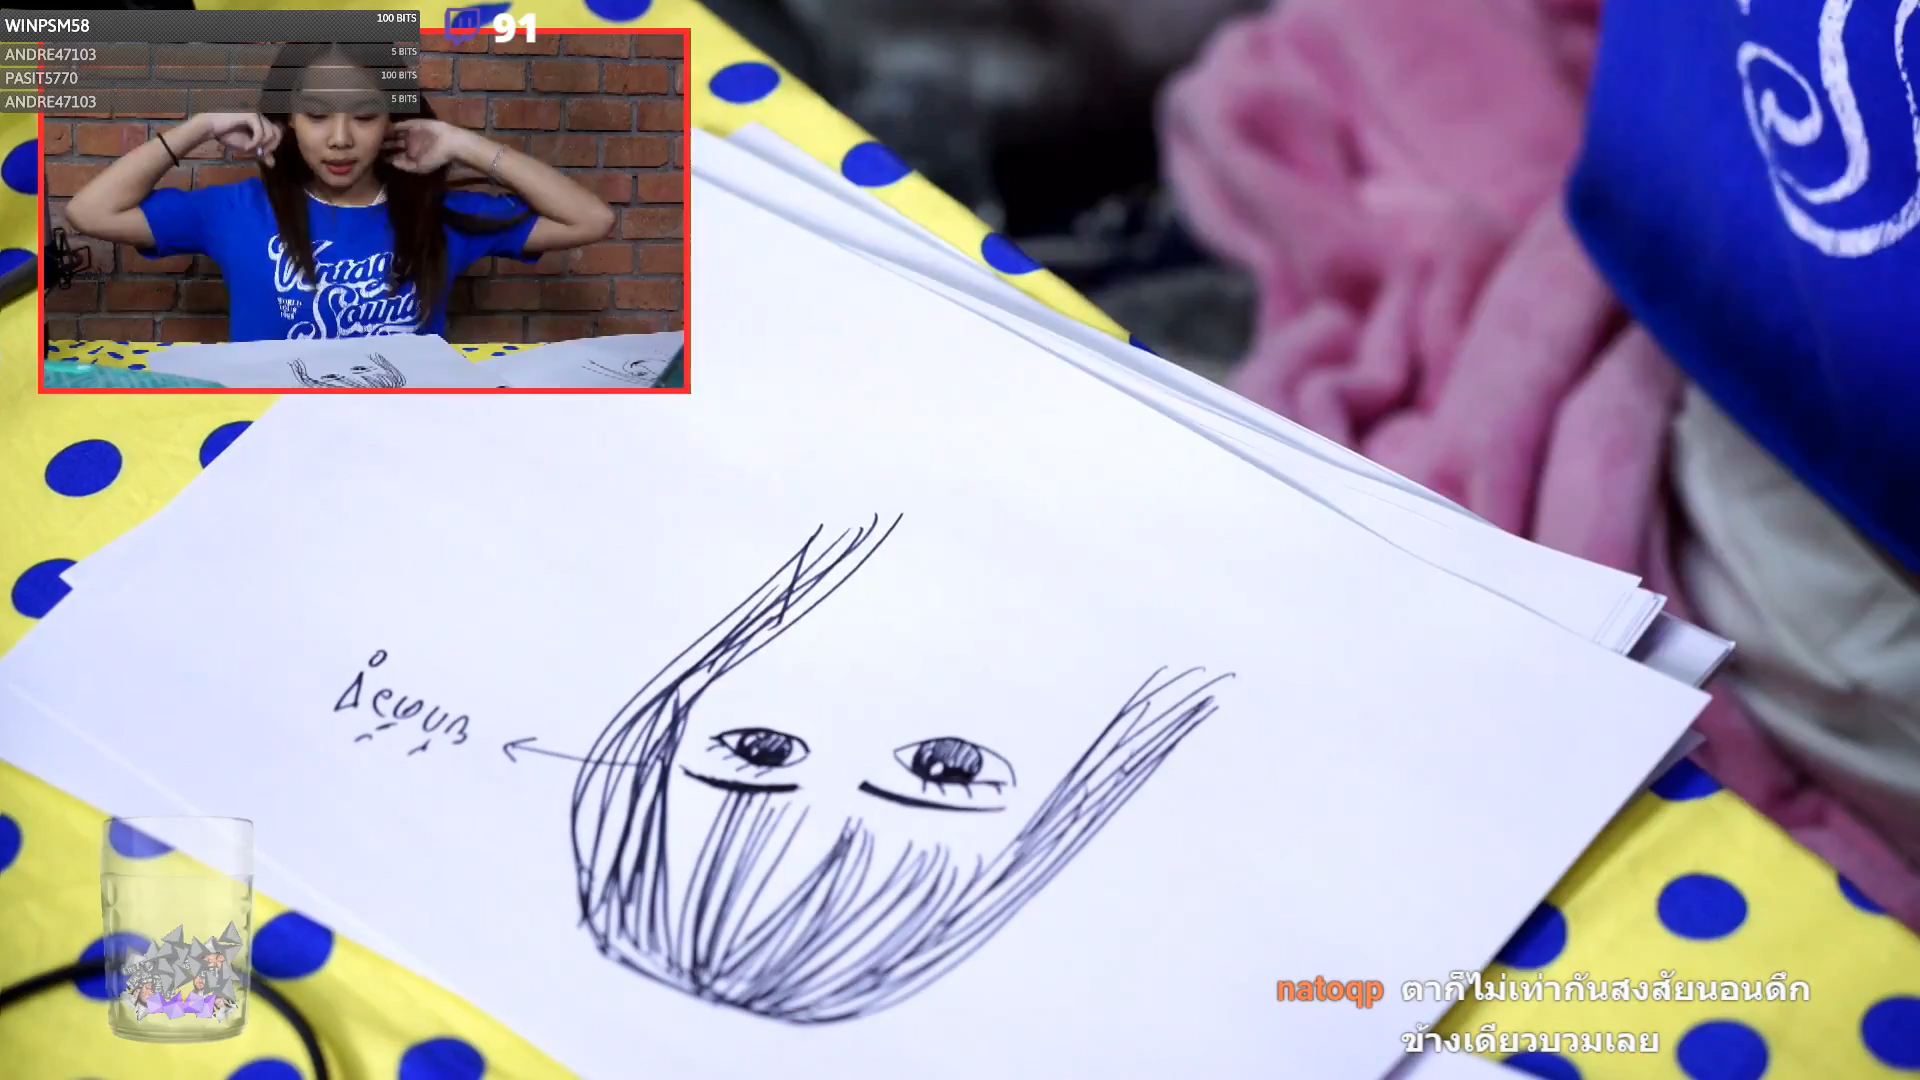 WINPSM58 100 BITS
ANDRE47103 5 BITS
PASIT5770 100 BITS
ANDRE47103 5 BITS
91
Vintage
Sound
natoqp ตาก็ไม่เท่ากันสงสัยนอนดึก
ข้างเดียวบวมเลย